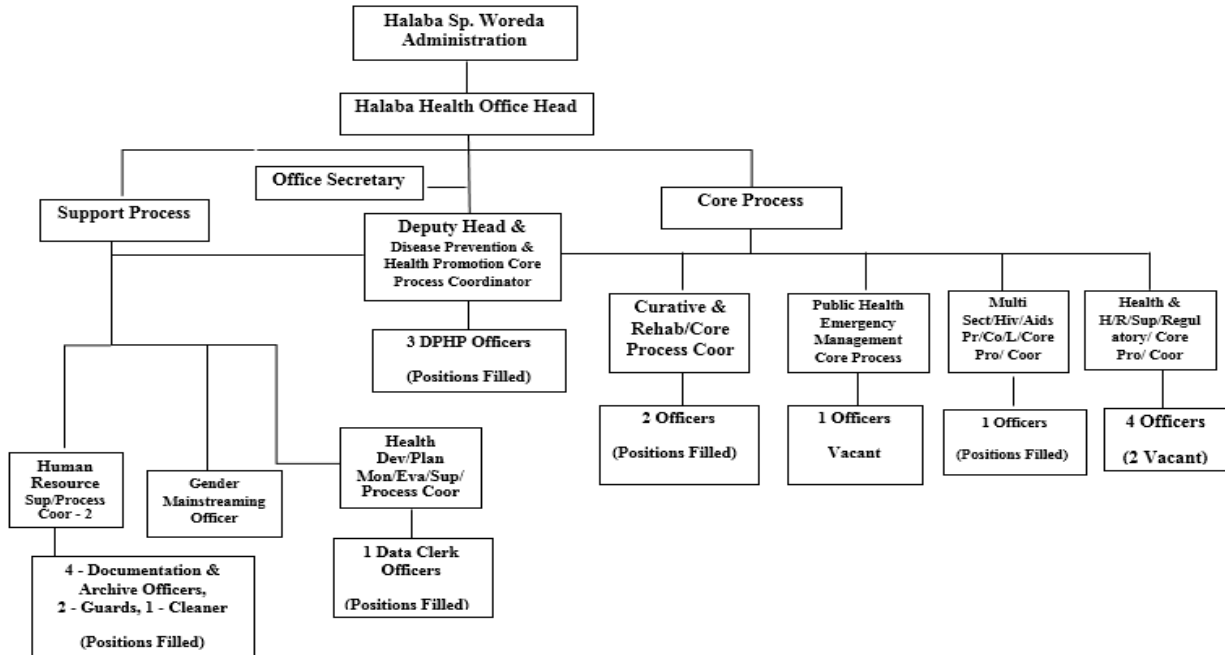 Halaba Sp. Woreda
Administration
Halaba Health Office Head
Office Secretary
Support Process
Core Process
Deputy Head &
Disease Prevention &
Health Promotion Core
Process Coordinator
3 DPHP Officers
(Positions Filled)
Curative &
Rehab/Core
Process Coor
2 Officers
(Positions Filled)
Public Health
Emergency
Management
Core Process
1 Officers
Vacant
Multi
Sect/Hiv/Aids
Pr/Co/L/Core
Pro/ Coor
1 Officers
(Positions Filled)
Health &
H/R/Sup/Regul
atory/ Core
Pro/ Coor
4 Officers
(2 Vacant)
Human
Resource
Sup/Process
Coor - 2
4 - Documentation &
Archive Officers,
2 - Guards, 1 - Cleaner
(Positions Filled)
Gender
Mainstreaming
Officer
Health
Dev/Plan
Mon/Eva/Sup/
Process Coor
1 Data Clerk
Officers
(Positions Filled)